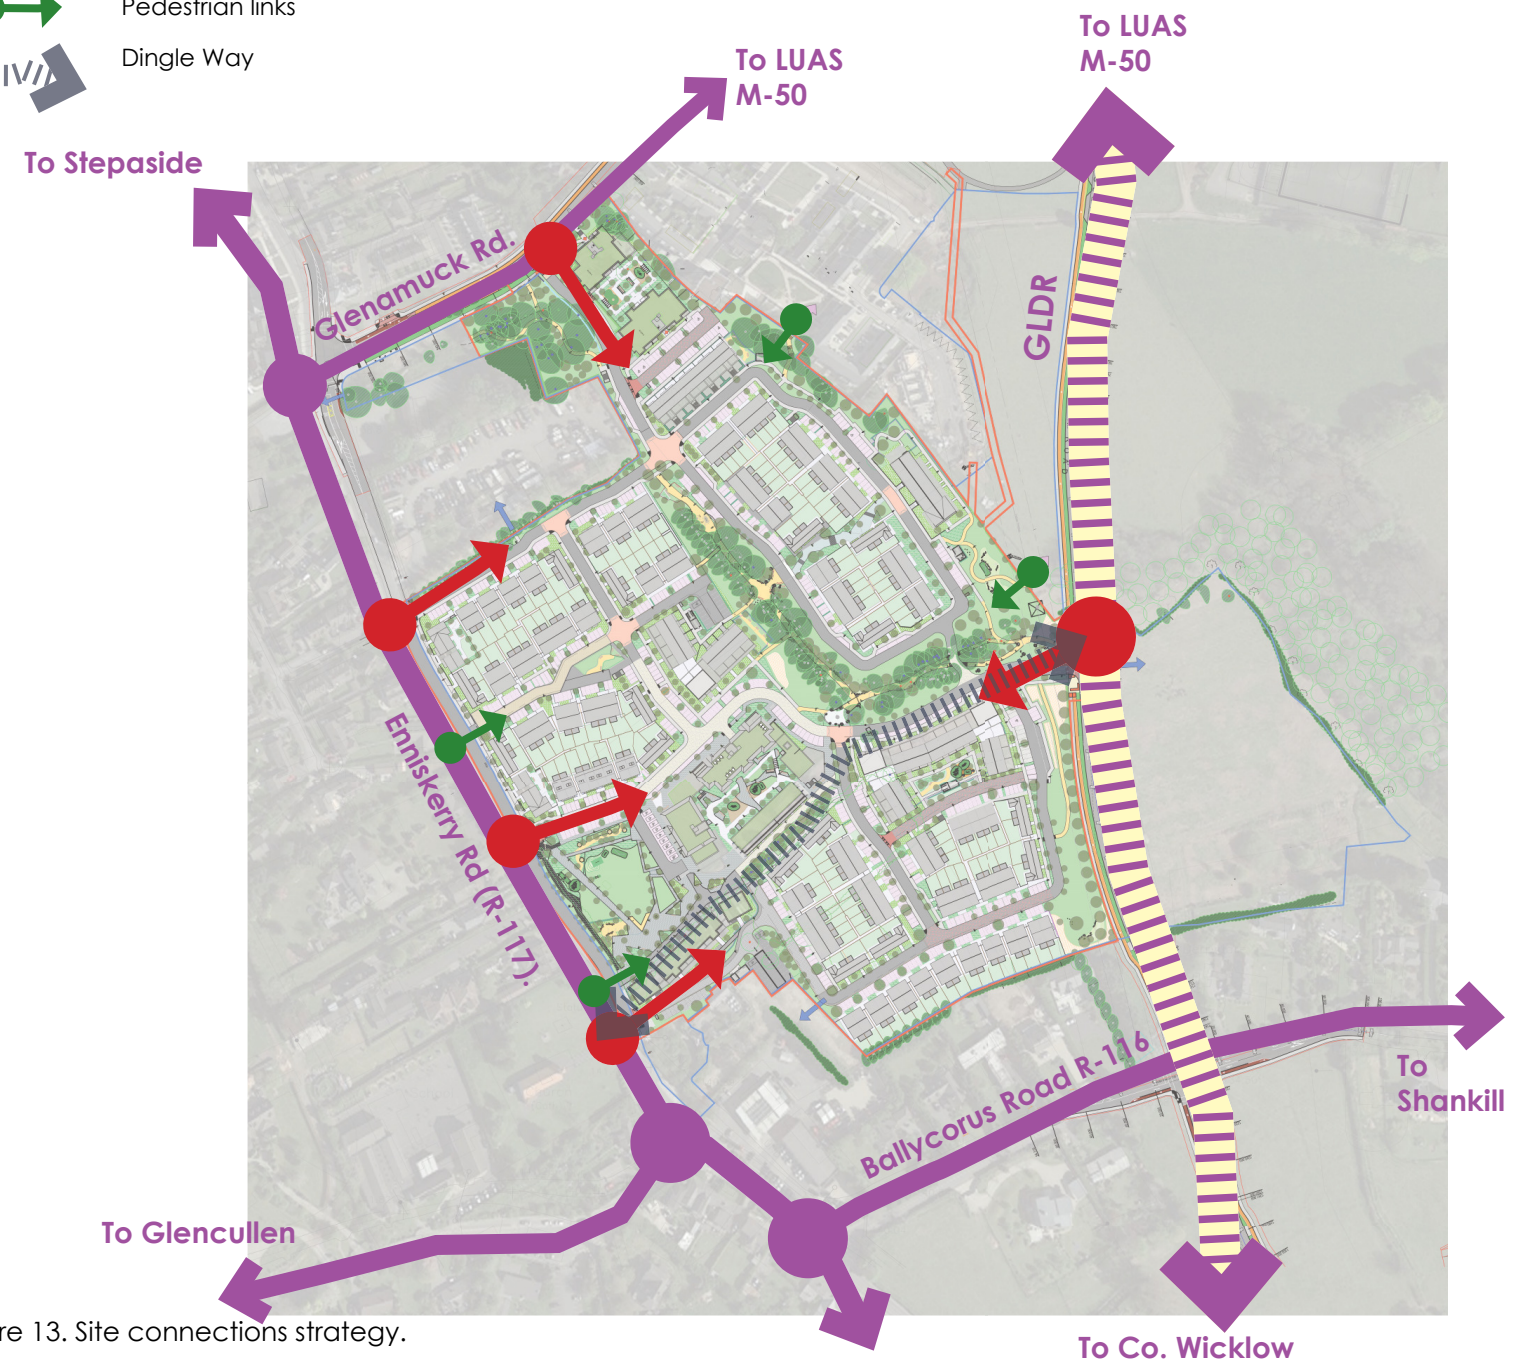 Pedestrian links
Dingle Way
To LUAS
M-50
To LUAS
M-50
To Stepaside
Glenamuck Rd.
GLDR
Enniskerry Rd (R-117).
Ballycorus Road R-116
To
Shankill
To Glencullen
re 13. Site connections strategy.
To Co. Wicklow